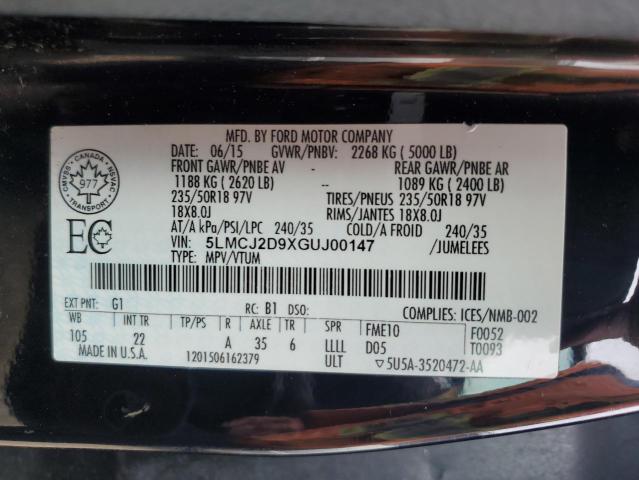 MFD. BY FORD MOTOR COMPANY
DATE: 06/15 GVWR/PNBV: 2268 KG ( 5000 LB)
FRONT GAWR/PNBE AV - REAR GAWR/PNBE AR
1188 KG ( 2620 LB) -- 1089 KG ( 2400 LB)
235/50R18 97V TIRES/PNEUS 235/50R18 97V
18X8.0J RIMS/JANTES 18X8.0J
AT/A kPa/PSI/LPC 240/35 COLD/A FROID 240/35
VIN: 5LMCJ2D9XGUJ00147 /JUMELEES
TYPE: MPV/VTUM
CANADA
CMVSS NSVAC
977
TRANSPORT
EC
EXT PNT: G1 RC: B1 DSO: COMPLIES: ICES/NMB-002
WB INT TR TP/PS R AXLE TR SPR FME10 F0052
105 22 A 35 6 LLLL D05 T0093
MADE IN U.S.A. 1201506162379 ULT ▽5U5A-3520472-AA